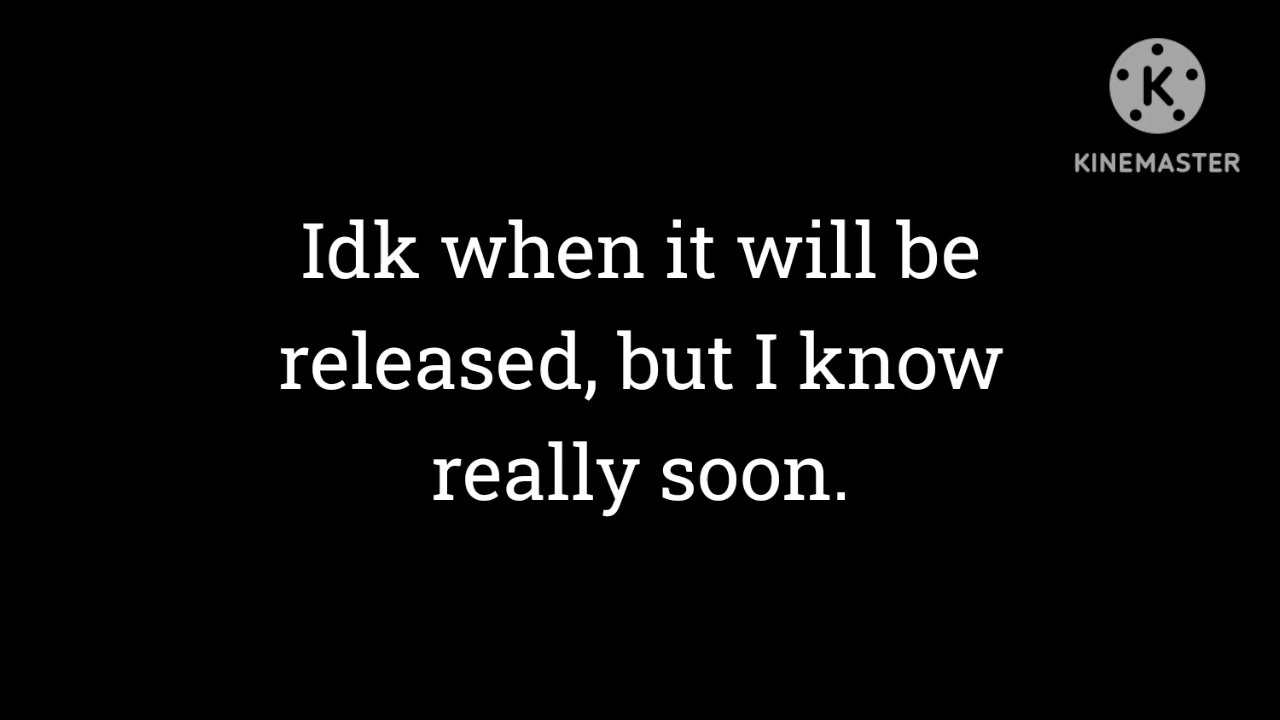 K
KINEMASTER
Idk when it will be
released, but I know
really soon.